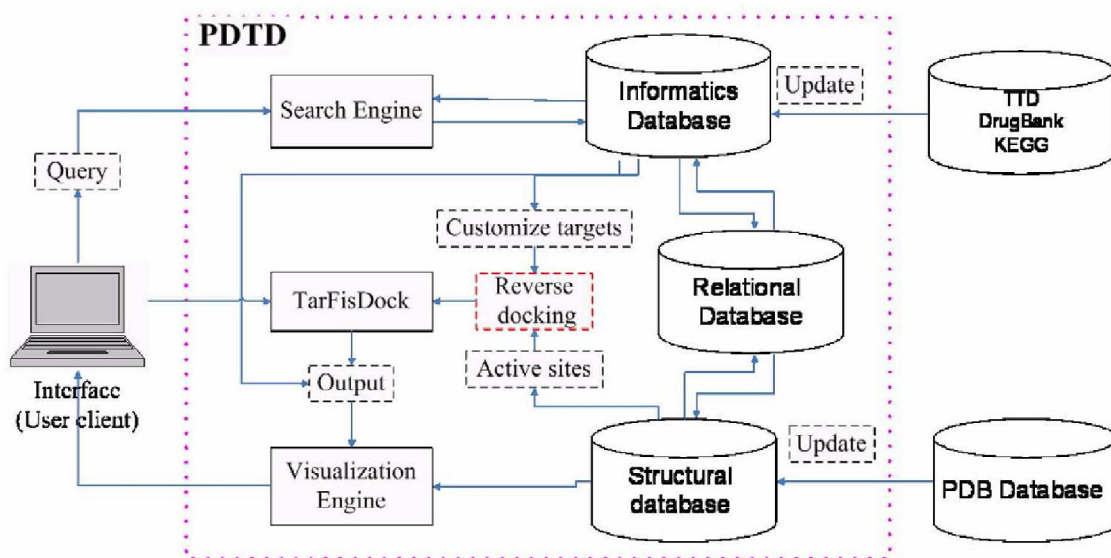 PDTD
Search Engine
Informatics
Database
Update
TTD
DrugBank
KEGG
Query
Customize targets
TarFisDock
Reverse
docking
Relational
Database
Interface
(User client)
Output
Active sites
Visualization
Engine
Structural
database
Update
PDB Database